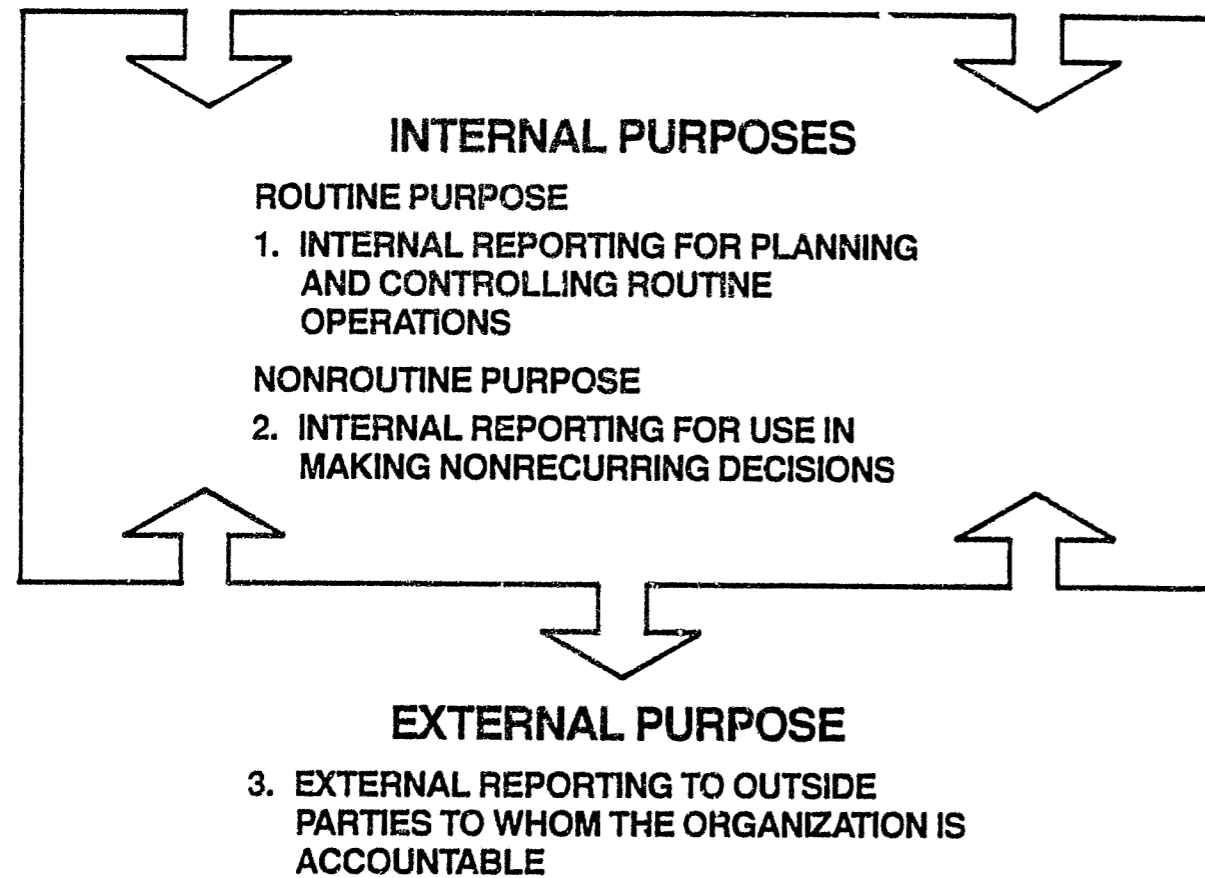 INTERNAL PURPOSES
ROUTINE PURPOSE
1. INTERNAL REPORTING FOR PLANNING
AND CONTROLLING ROUTINE
OPERATIONS
NONROUTINE PURPOSE
2. INTERNAL REPORTING FOR USE IN
MAKING NONRECURRING DECISIONS
EXTERNAL PURPOSE
3. EXTERNAL REPORTING TO OUTSIDE
PARTIES TO WHOM THE ORGANIZATION IS
ACCOUNTABLE